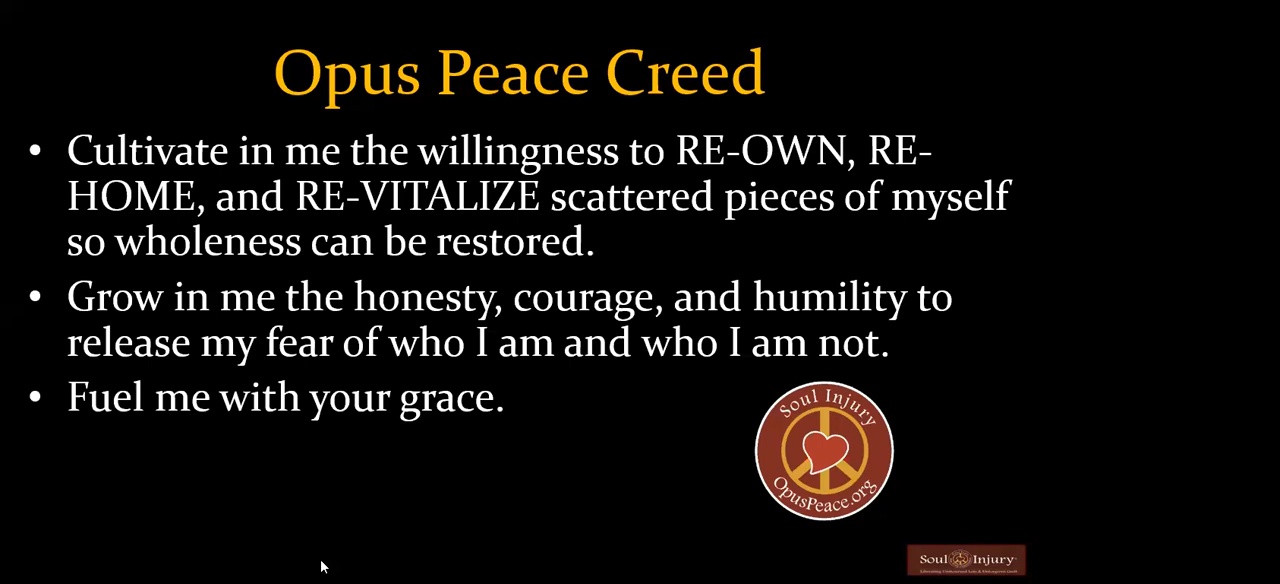 Opus Peace Creed
• Cultivate in me the willingness to RE-OWN, RE-
HOME, and RE-VITALIZE scattered pieces of myself
so wholeness can be restored.
• Grow in me the honesty, courage, and humility to
release my fear of who I am and who I am not.
• Fuel me with your grace.
Soul Injury
OpusPeace.org
Soul Injury